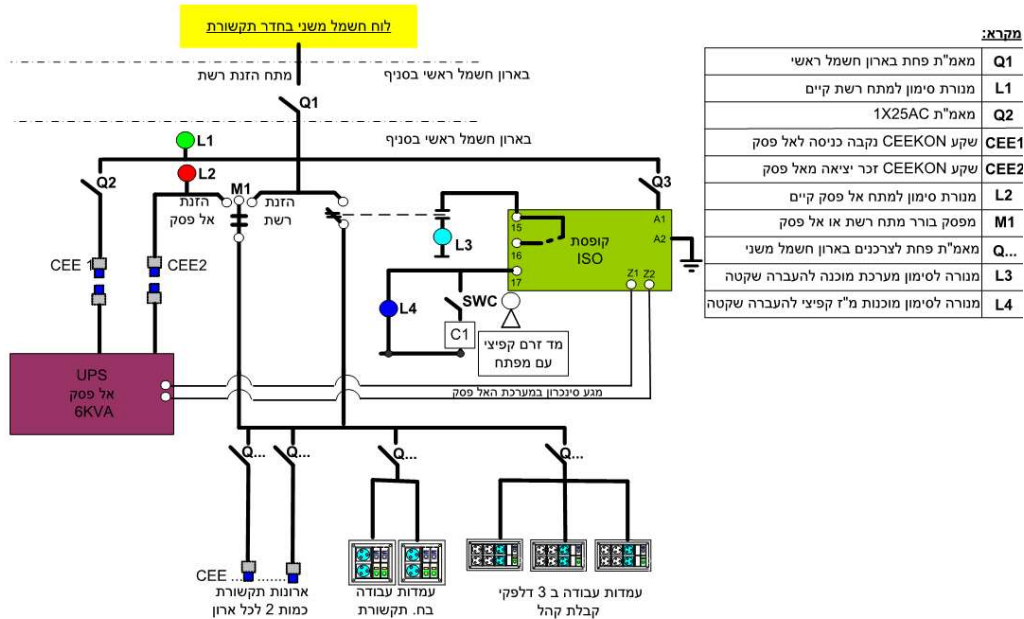 לוח חשמל משני בחדר תקשורת
מתח הזנת רשת
בארון חשמל ראשי בסניף
Q1
בארון חשמל ראשי בסניף
L1
L2
Q2
M1
הזנת
אל פסק
הזנת
רשת
Q3
L3
15
16
17
קופסת
ISO
A1
A2
Z1
Z2
CEE 1
CEE2
L4
SWC
C1
מד זרם קפיצי
עם מפתח
UPS
אל פסק
6KVA
מגע סינכרון במערכת האל פסק
Q...
Q...
Q...
Q...
CEE ...........
ארונות תקשורת
כמות 2 לכל ארון
עמדות עבודה
בח. תקשורת
עמדות עבודה ב 3 דלפקי
קבלת קהל
מקרא:
Q1 מאמ"ת פחת בארון חשמל ראשי
L1 מנורת סימון למתח רשת קיים
Q2 מאמ"ת 1X25AC
CEE1 שקע CEEKON נקבה כניסה לאל פסק
CEE2 שקע CEEKON זכר יציאה מאל פסק
L2 מנורת סימון למתח אל פסק קיים
M1 מפסק בורר מתח רשת או אל פסק
Q... מאמ"ת פחת לצרכנים בארון חשמל משני
L3 מנורה לסימון מערכת מוכנה להעברה שקטה
L4 מנורה לסימון מוכנות מ"ז קפיצי להעברה שקטה